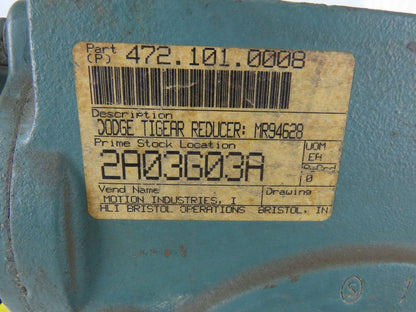 Part
(P) 472.101.0008
Description
DODGE TIGEAR REDUCER: MR94628
Prime Stock Location
UOM
EA
2A03G03A
0
Vend Name
Drawing
MOTION INDUSTRIES, I
HLI BRISTOL OPERATIONS BRISTOL, IN